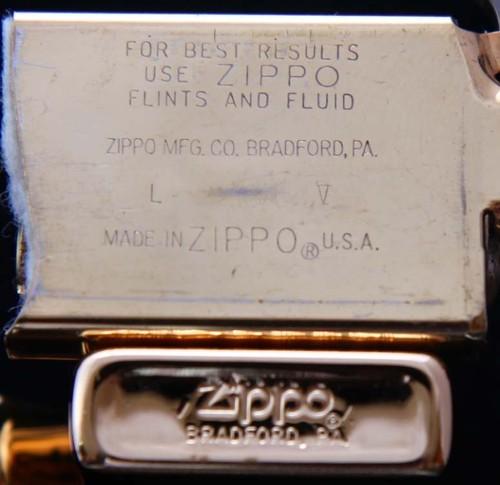 FOR BEST RESULTS
USE ZIPPO
FLINTS AND FLUID
ZIPPO MFG. CO. BRADFORD, PA.
L V
MADE IN ZIPPO® U.S.A.
Zippo®
BRADFORD, PA.